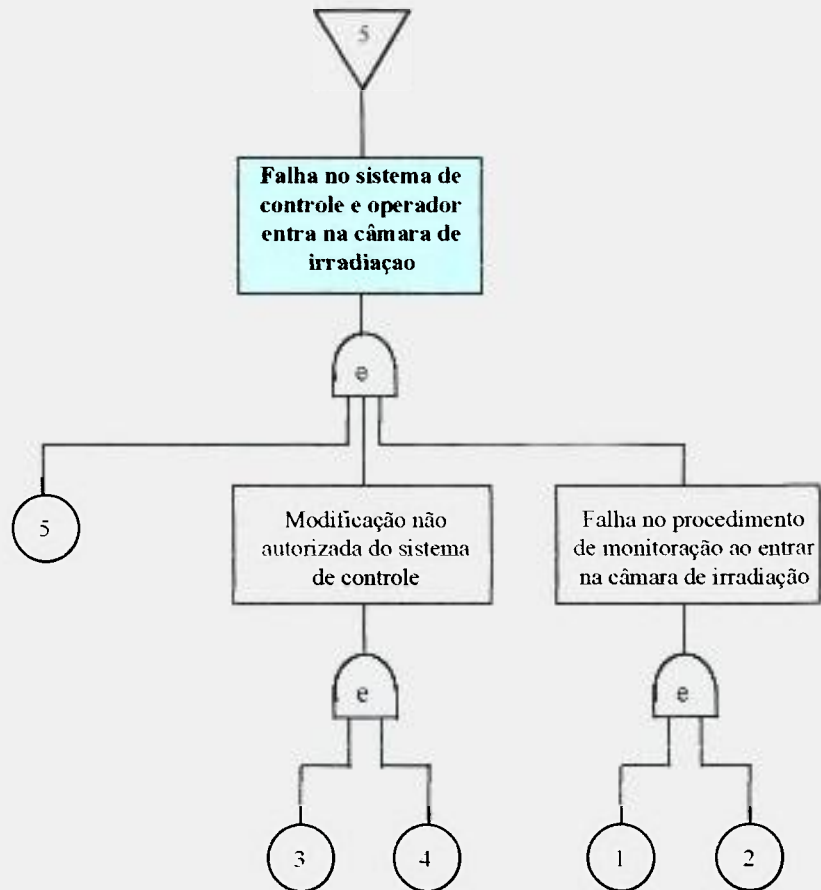 5
Falha no sistema de
controle e operador
entra na câmara de
irradiaçao
e
5
Modificação não
autorizada do sistema
de controle
Falha no procedimento
de monitoração ao entrar
na câmara de irradiação
e
e
3
4
1
2